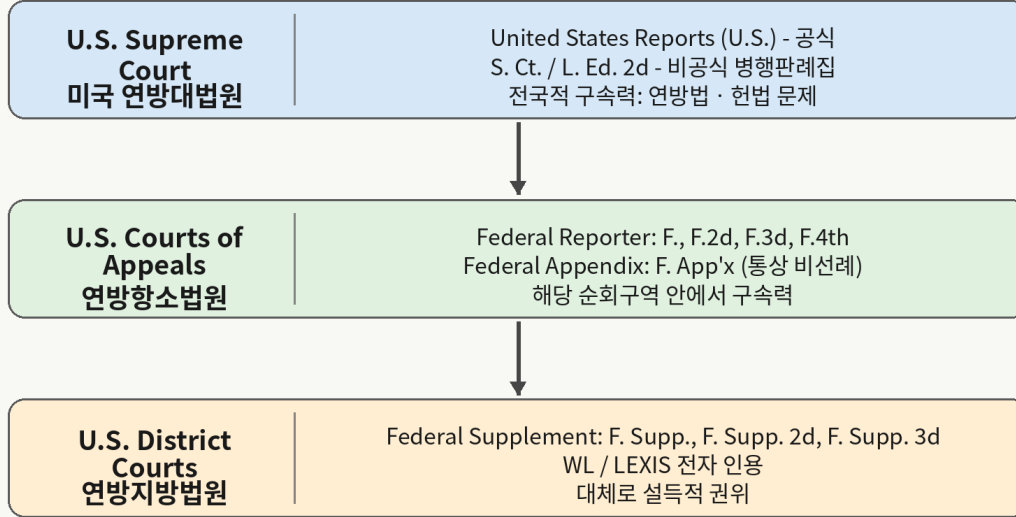 U.S. Supreme
Court
미국 연방대법원
United States Reports (U.S.) - 공식
S. Ct. / L. Ed. 2d - 비공식 병행판례집
전국적 구속력: 연방법 · 헌법 문제
U.S. Courts of
Appeals
연방항소법원
Federal Reporter: F., F.2d, F.3d, F.4th
Federal Appendix: F. App'x (통상 비선례)
해당 순회구역 안에서 구속력
U.S. District
Courts
연방지방법원
Federal Supplement: F. Supp., F. Supp. 2d, F. Supp. 3d
WL / LEXIS 전자 인용
대체로 설득적 권위